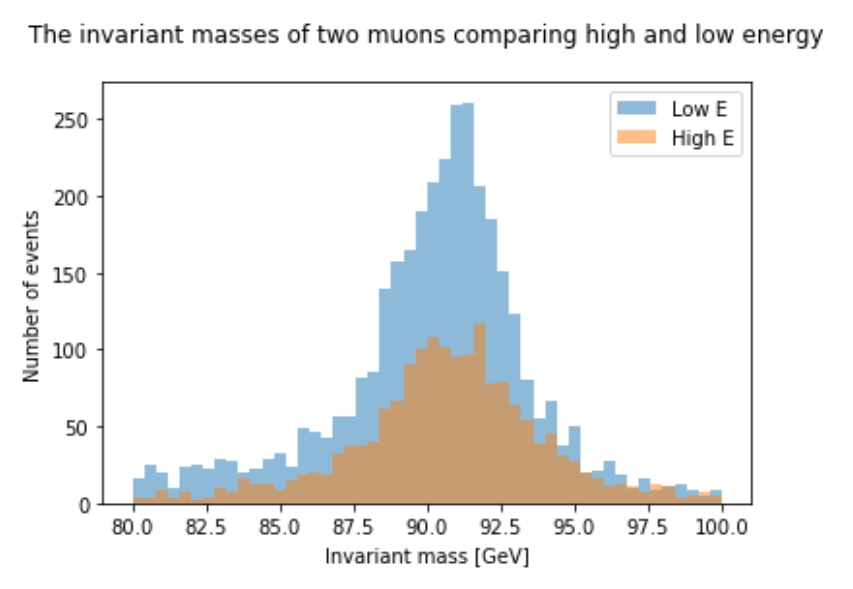 The invariant masses of two muons comparing high and low energy
Low E
High E
Number of events
250
200
150
100
50
0
80.0 82.5 85.0 87.5 90.0 92.5 95.0 97.5 100.0
Invariant mass [GeV]